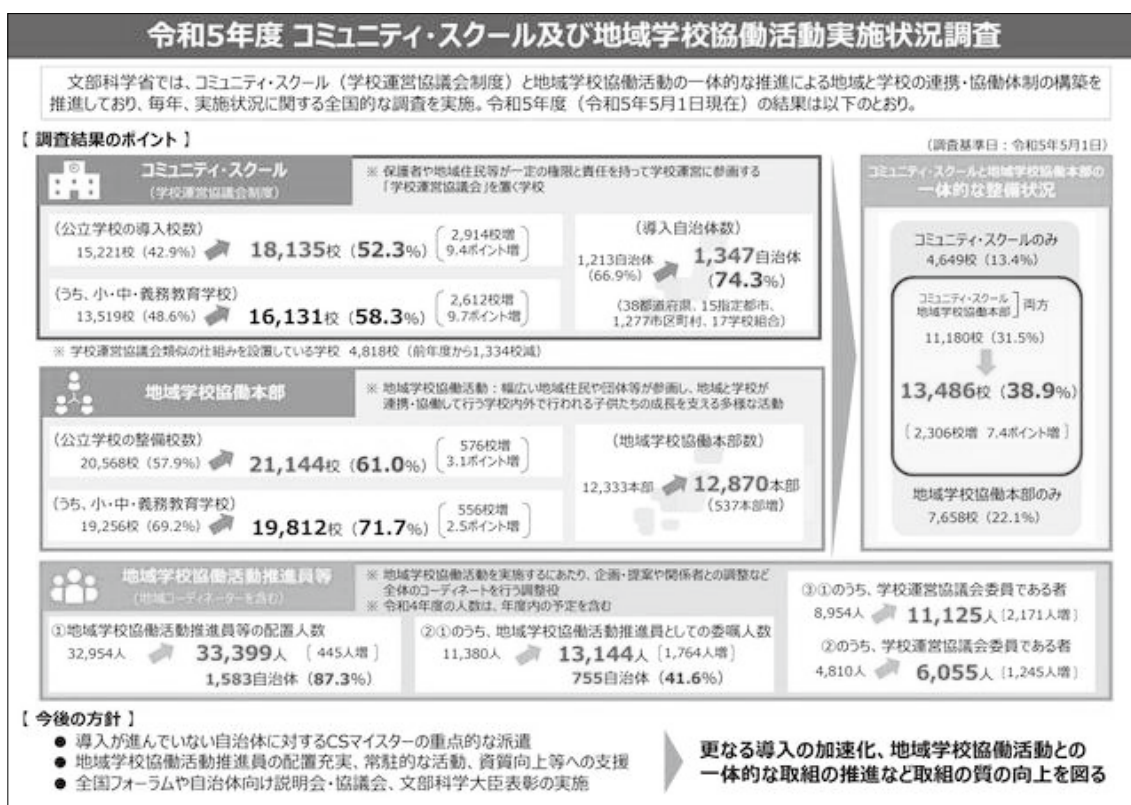 令和5年度 コミュニティ・スクール及び地域学校協働活動実施状況調査
文部科学省では、コミュニティ・スクール（学校運営協議会制度）と地域学校協働活動の一体的な推進による地域と学校の連携・協働体制の構築を
推進しており、毎年、実施状況に関する全国的な調査を実施。令和5年度（令和5年5月1日現在）の結果は以下のとおり。
【 調査結果のポイント 】
（調査基準日：令和5年5月1日）
コミュニティ・スクール
（学校運営協議会制度）
※ 保護者や地域住民等が一定の権限と責任を持って学校運営に参画する
「学校運営協議会」を置く学校
（公立学校の導入校数）
15,221校（42.9%） 18,135校（52.3%）
2,914校増
9.4ポイント増
（うち、小・中・義務教育学校）
13,519校（48.6%） 16,131校（58.3%）
2,612校増
9.7ポイント増
（導入自治体数）
1,213自治体
（66.9%）
1,347自治体
（74.3%）
（38都道府県、15指定都市、
1,277市区町村、17学校組合）
※ 学校運営協議会類似の仕組みを設置している学校 4,818校（前年度から1,334校減）
地域学校協働本部
※ 地域学校協働活動：幅広い地域住民や団体等が参画し、地域と学校が
連携・協働して行う学校内外で行われる子供たちの成長を支える多様な活動
（公立学校の整備校数）
20,568校（57.9%） 21,144校（61.0%）
576校増
3.1ポイント増
（うち、小・中・義務教育学校）
19,256校（69.2%） 19,812校（71.7%）
556校増
2.5ポイント増
（地域学校協働本部数）
12,333本部 12,870本部
（537本部増）
コミュニティ・スクールと地域学校協働本部の
一体的な整備状況
コミュニティ・スクールのみ
4,649校（13.4%）
コミュニティ・スクール
地域学校協働本部
両方
11,180校（31.5%）
13,486校（38.9%）
［2,306校増 7.4ポイント増］
地域学校協働本部のみ
7,658校（22.1%）
地域学校協働活動推進員等
（地域コーディネーターを含む）
※ 地域学校協働活動を実施するにあたり、企画・提案や関係者との調整など
全体のコーディネートを行う調整役
※ 令和4年度の人数は、年度内の予定を含む
①地域学校協働活動推進員等の配置人数
32,954人 33,399人［445人増］
1,583自治体（87.3%）
②①のうち、地域学校協働活動推進員としての委嘱人数
11,380人 13,144人［1,764人増］
755自治体（41.6%）
③①のうち、学校運営協議会委員である者
8,954人 11,125人［2,171人増］
②のうち、学校運営協議会委員である者
4,810人 6,055人［1,245人増］
【 今後の方針 】
● 導入が進んでいない自治体に対するCSマイスターの重点的な派遣
● 地域学校協働活動推進員の配置充実、常駐的な活動、資質向上等への支援
● 全国フォーラムや自治体向け説明会・協議会、文部科学大臣表彰の実施
更なる導入の加速化、地域学校協働活動との
一体的な取組の推進など取組の質の向上を図る